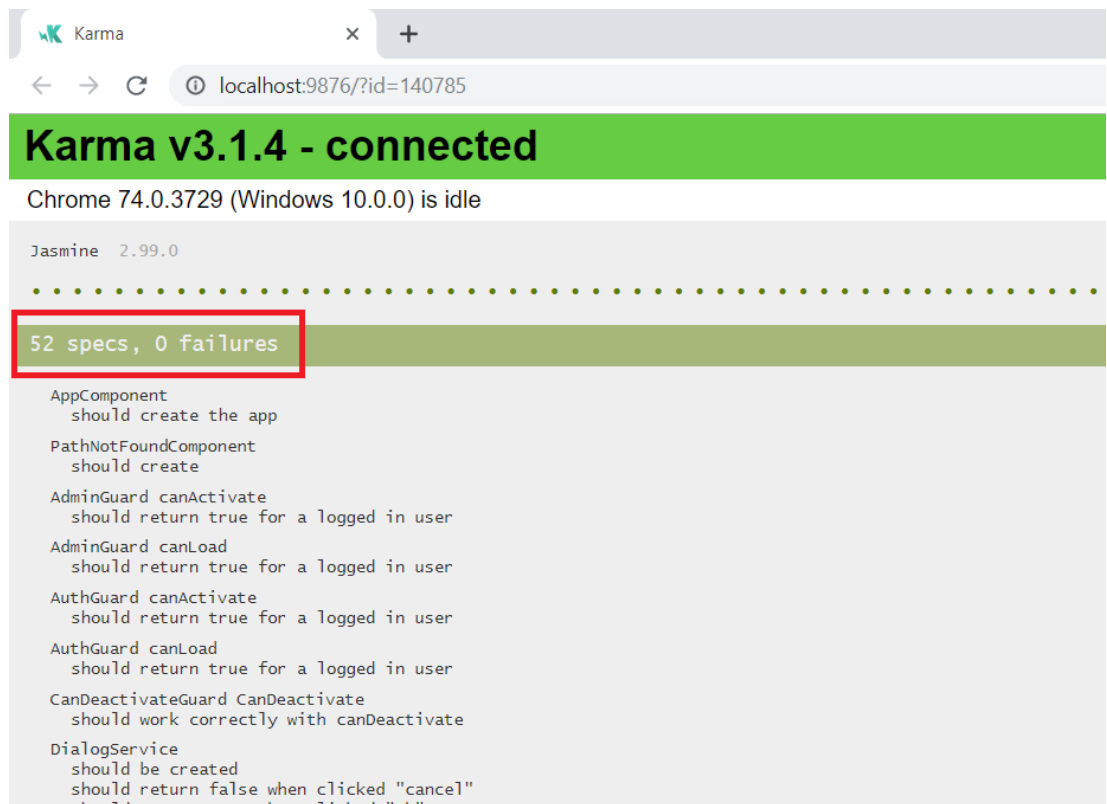 Karma
localhost:9876/?id=140785
Karma v3.1.4 - connected
Chrome 74.0.3729 (Windows 10.0.0) is idle
Jasmine 2.99.0
52 specs, 0 failures
AppComponent
should create the app
PathNotFoundComponent
should create
AdminGuard canActivate
should return true for a logged in user
AdminGuard canLoad
should return true for a logged in user
AuthGuard canActivate
should return true for a logged in user
AuthGuard canLoad
should return true for a logged in user
CanDeactivateGuard CanDeactivate
should work correctly with canDeactivate
DialogService
should be created
should return false when clicked "cancel"